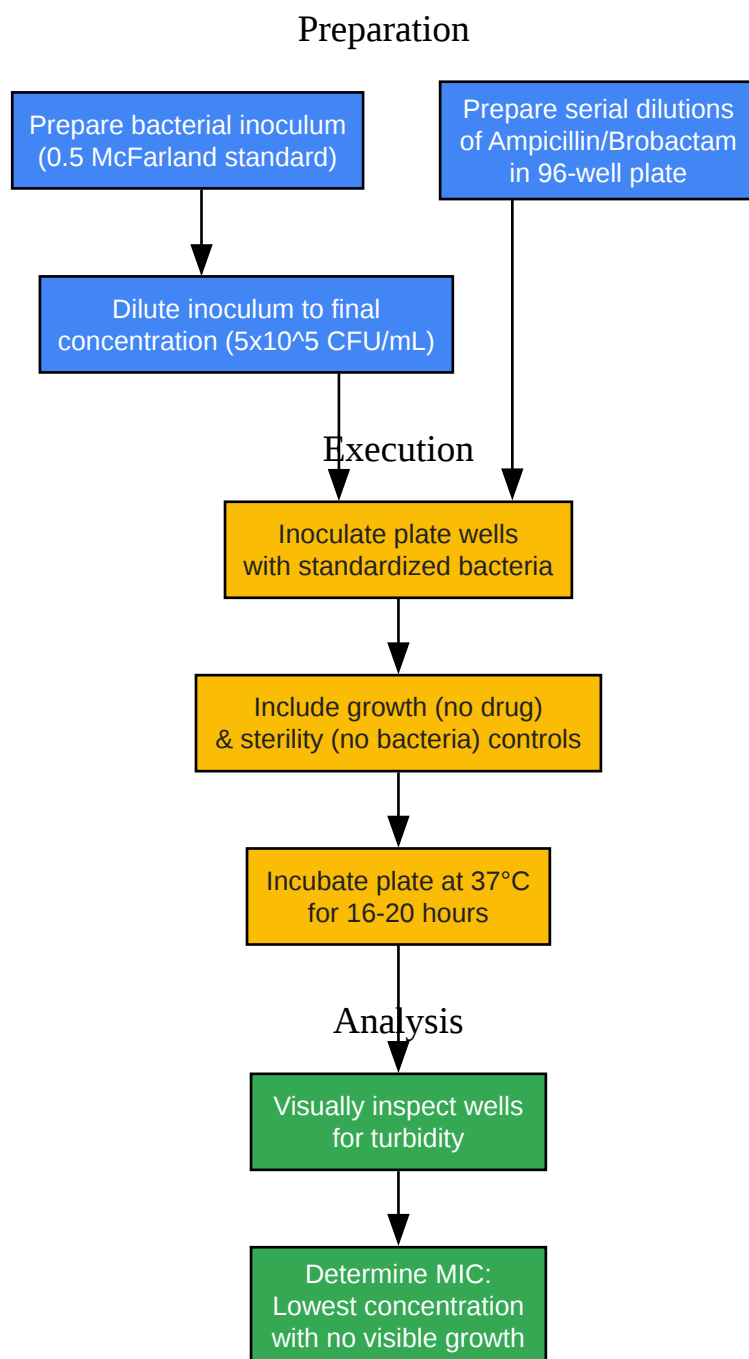 Preparation
Prepare bacterial inoculum
(0.5 McFarland standard)
Prepare serial dilutions
of Ampicillin/Brobactam
in 96-well plate
Dilute inoculum to final
concentration (5x10^5 CFU/mL)
Execution
Inoculate plate wells
with standardized bacteria
Include growth (no drug)
& sterility (no bacteria) controls
Incubate plate at 37°C
for 16-20 hours
Analysis
Visually inspect wells
for turbidity
Determine MIC:
Lowest concentration
with no visible growth